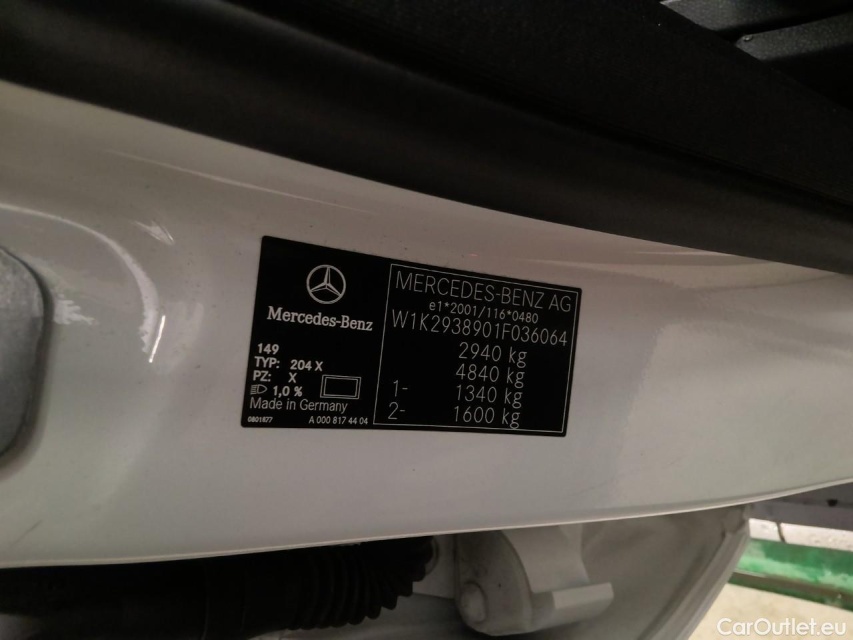 Mercedes-Benz
149
TYP: 204 X
PZ: X
1,0 %
Made in Germany
0801877 A 000 817 44 04
MERCEDES-BENZ AG
e1*2001/116*0480
W1K2938901F036064
2940 kg
4840 kg
1- 1340 kg
2- 1600 kg
CarOutlet.eu